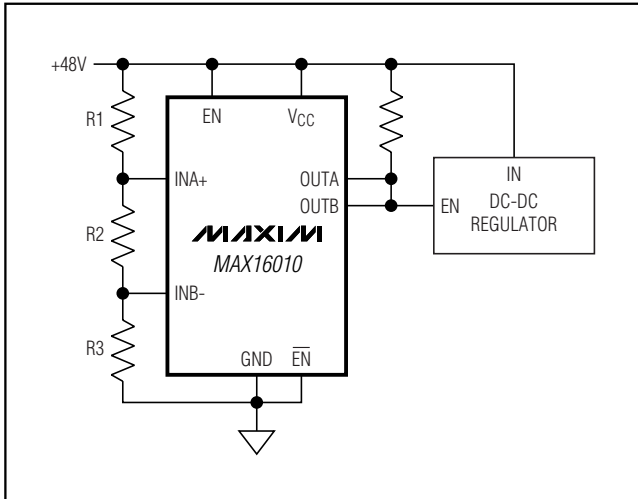 +48V
EN VCC
R1
INA+ OUTA
IN
OUTB
EN DC-DC
REGULATOR
R2
MAXIM
MAX16010
INB-
R3
GND EN